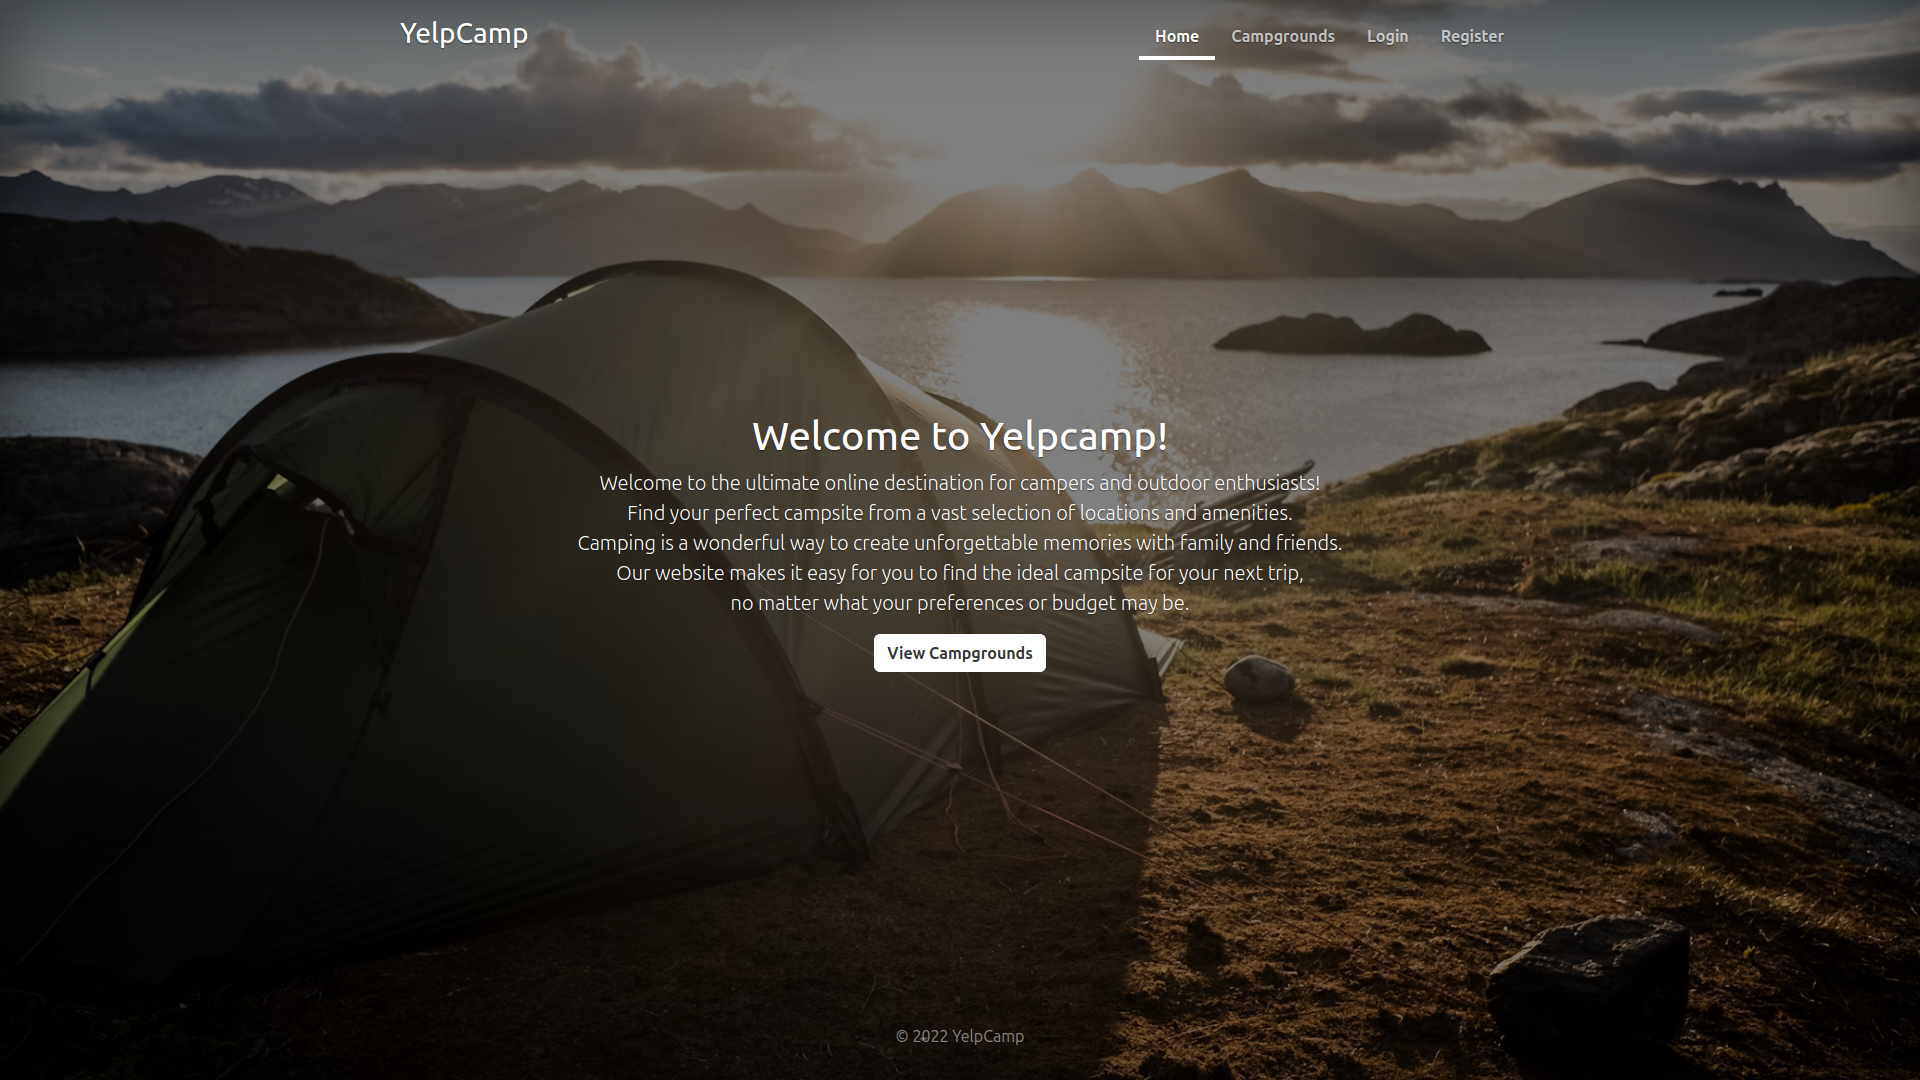 YelpCamp
Home Campgrounds Login Register
Welcome to Yelpcamp!
Welcome to the ultimate online destination for campers and outdoor enthusiasts!
Find your perfect campsite from a vast selection of locations and amenities.
Camping is a wonderful way to create unforgettable memories with family and friends.
Our website makes it easy for you to find the ideal campsite for your next trip,
no matter what your preferences or budget may be.
View Campgrounds
© 2022 YelpCamp